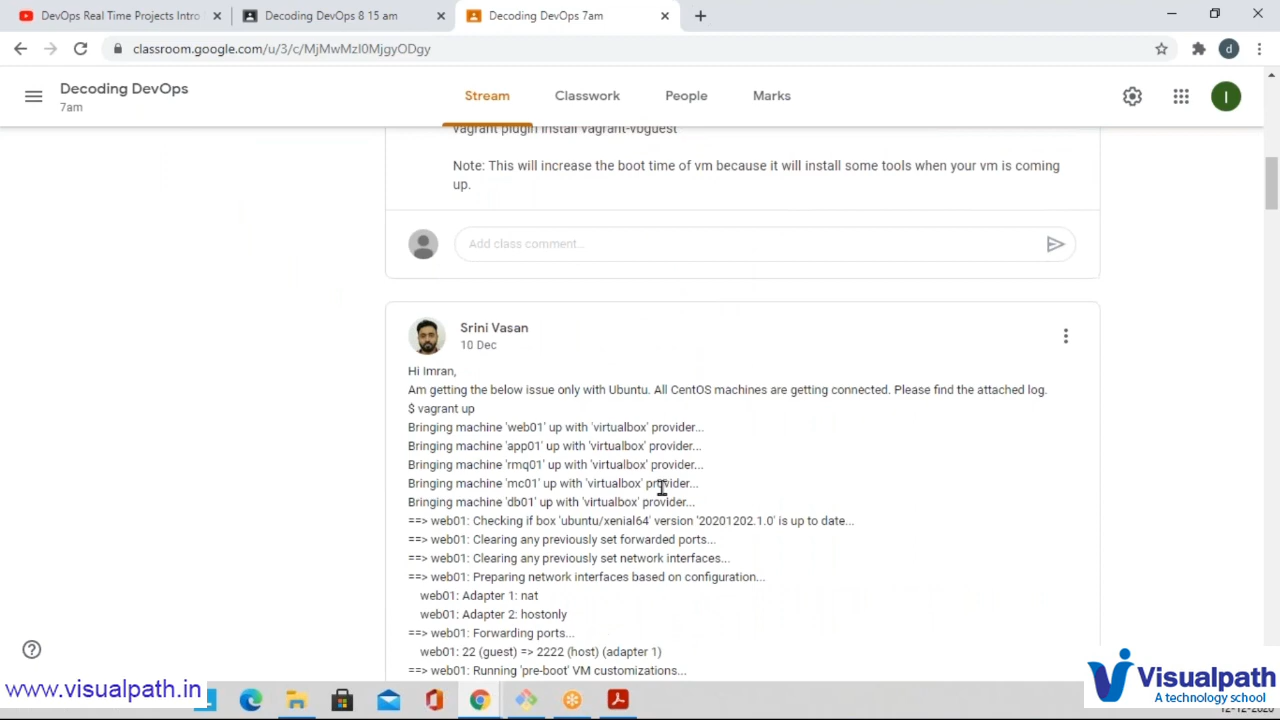 DevOps Real Time Projects Intro
Decoding DevOps 8 15 am
Decoding DevOps 7am
classroom.google.com/u/3/c/MjMwMzI0MjgyODgy
d
Decoding DevOps
7am
Stream
Classwork
People
Marks
I
vagrant plugin install vagrant-vbguest
Note: This will increase the boot time of vm because it will install some tools when your vm is coming
up.
Add class comment...
Srini Vasan
10 Dec
Hi Imran,
Am getting the below issue only with Ubuntu. All CentOS machines are getting connected. Please find the attached log.
$ vagrant up
Bringing machine 'web01' up with 'virtualbox' provider...
Bringing machine 'app01' up with 'virtualbox' provider...
Bringing machine 'rmq01' up with 'virtualbox' provider...
Bringing machine 'mc01' up with 'virtualbox' provider...
Bringing machine 'db01' up with 'virtualbox' provider...
==> web01: Checking if box 'ubuntu/xenial64' version '20201202.1.0' is up to date...
==> web01: Clearing any previously set forwarded ports...
==> web01: Clearing any previously set network interfaces...
==> web01: Preparing network interfaces based on configuration...
web01: Adapter 1: nat
web01: Adapter 2: hostonly
==> web01: Forwarding ports...
web01: 22 (guest) => 2222 (host) (adapter 1)
==> web01: Running 'pre-boot' VM customizations...
www.visualpath.in
Visualpath
A technology school
12-12-2020